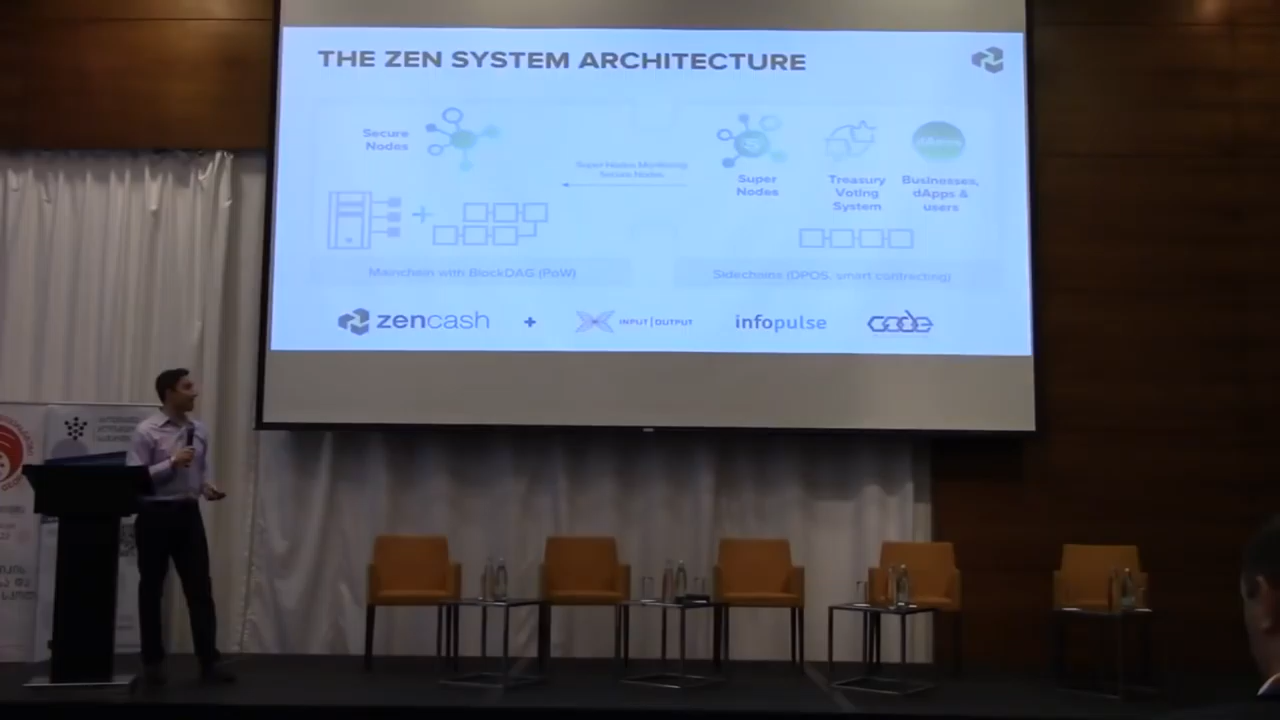 THE ZEN SYSTEM ARCHITECTURE
Secure
Nodes
Super Nodes Monitoring
Secure Nodes
Super
Nodes
Treasury
Voting
System
dApps
Businesses,
dApps &
users
Mainchain with BlockDAG (PoW)
Sidechains (DPOS, smart contracting)
zencash
+
INPUT|OUTPUT
infopulse
code